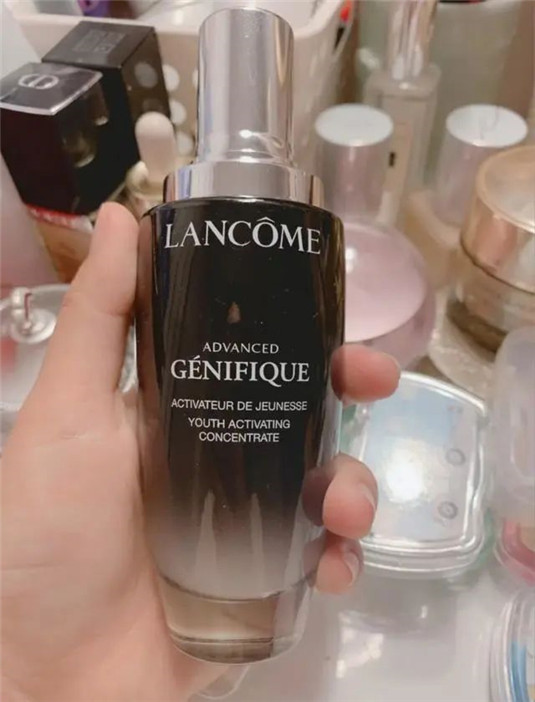 LANCÔME
ADVANCED
GÉNIFIQUE
ACTIVATEUR DE JEUNESSE
YOUTH ACTIVATING
CONCENTRATE